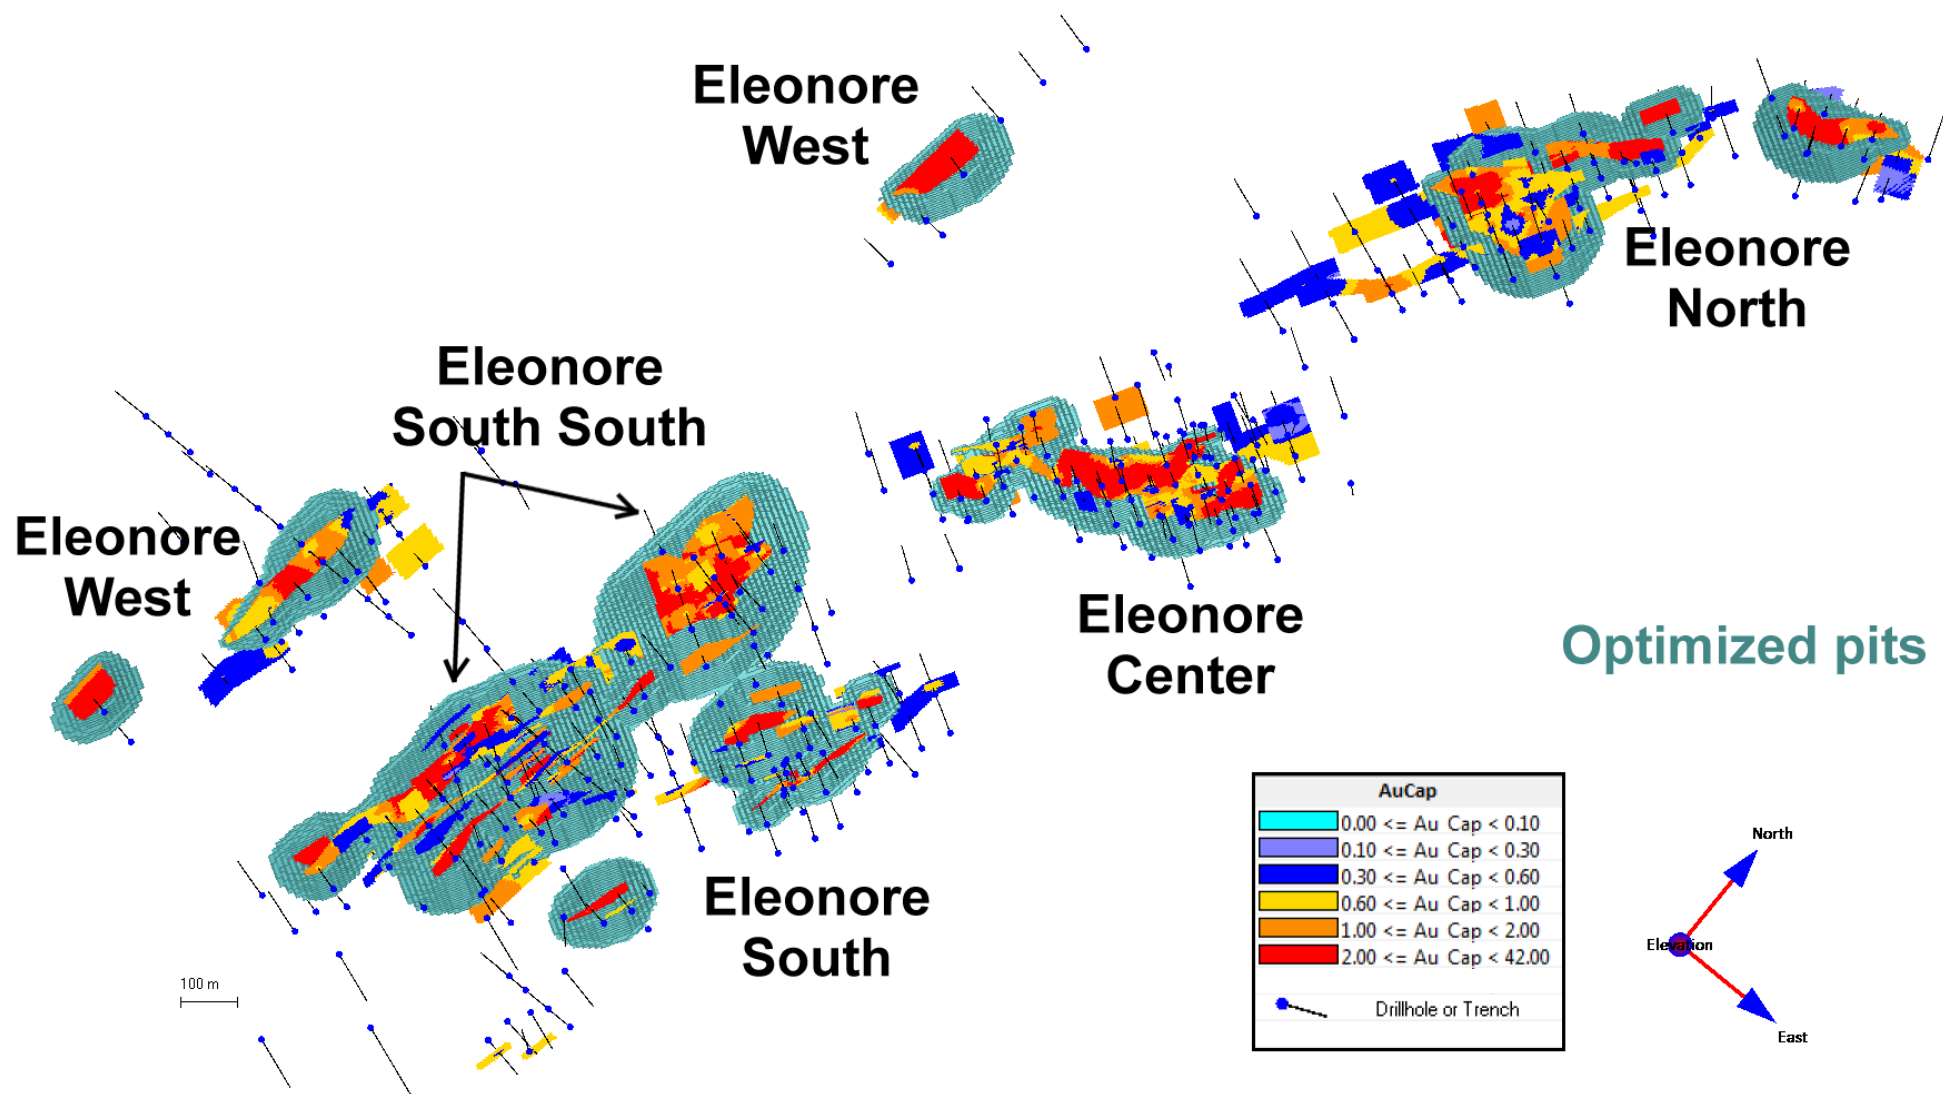 Eleonore
West
Eleonore
North
Eleonore
South South
Eleonore
West
Eleonore
Center
Optimized pits
Eleonore
South
100 m
AuCap
0.00 <= Au Cap < 0.10
0.10 <= Au Cap < 0.30
0.30 <= Au Cap < 0.60
0.60 <= Au Cap < 1.00
1.00 <= Au Cap < 2.00
2.00 <= Au Cap < 42.00
Drillhole or Trench
North
Elevation
East